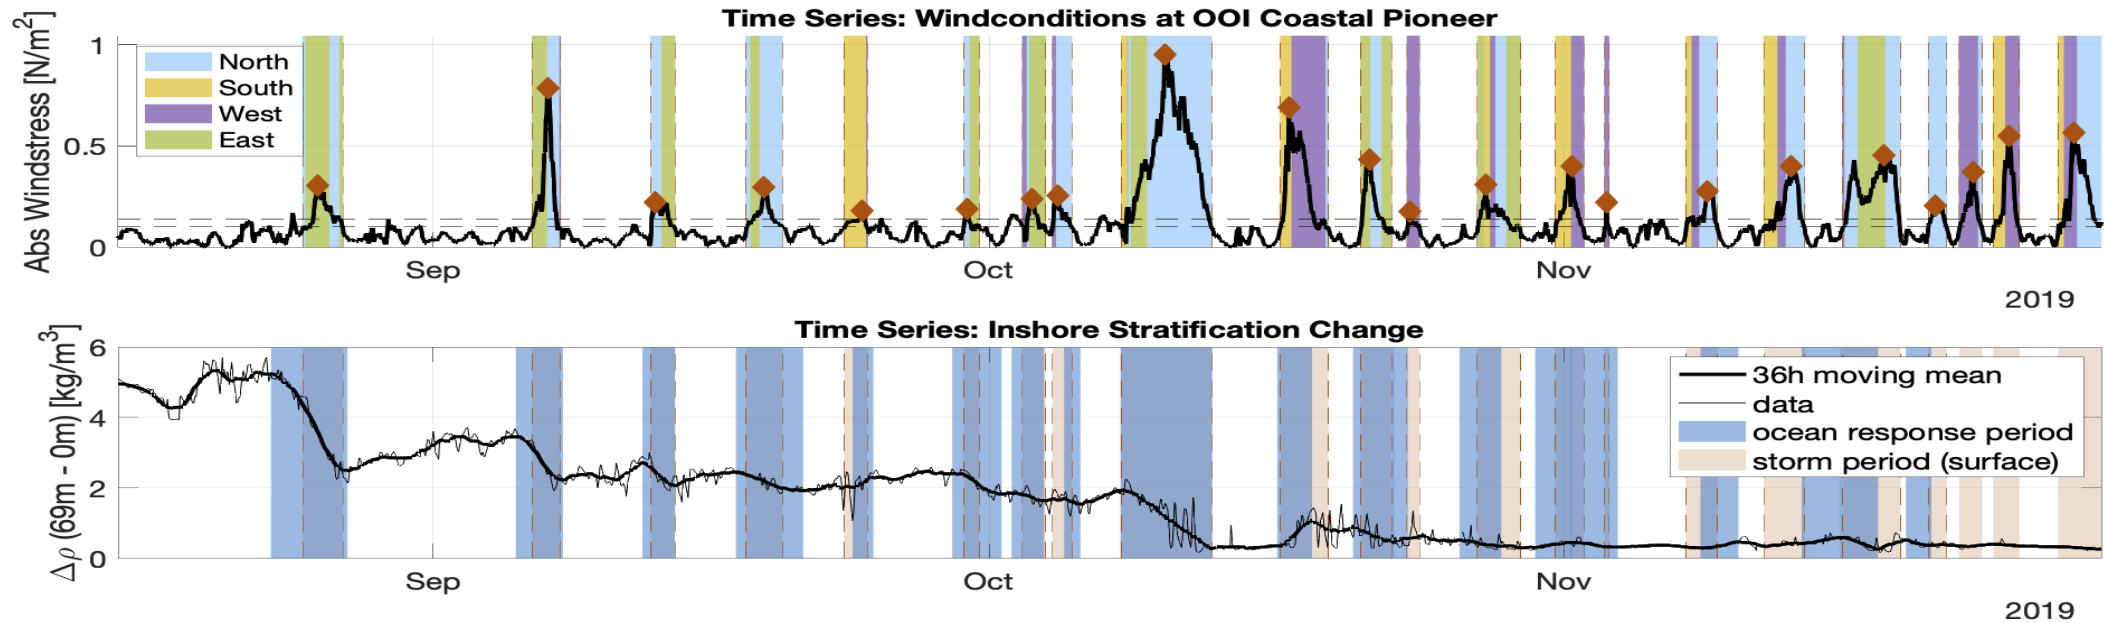 Time Series: Windconditions at OOI Coastal Pioneer
Abs Windstress [N/m²]
1
0.5
0
North
South
West
East
Sep
Oct
Nov
2019
Time Series: Inshore Stratification Change
Δρ (69m - 0m) [kg/m³]
6
4
2
0
36h moving mean
data
ocean response period
storm period (surface)
Sep
Oct
Nov
2019